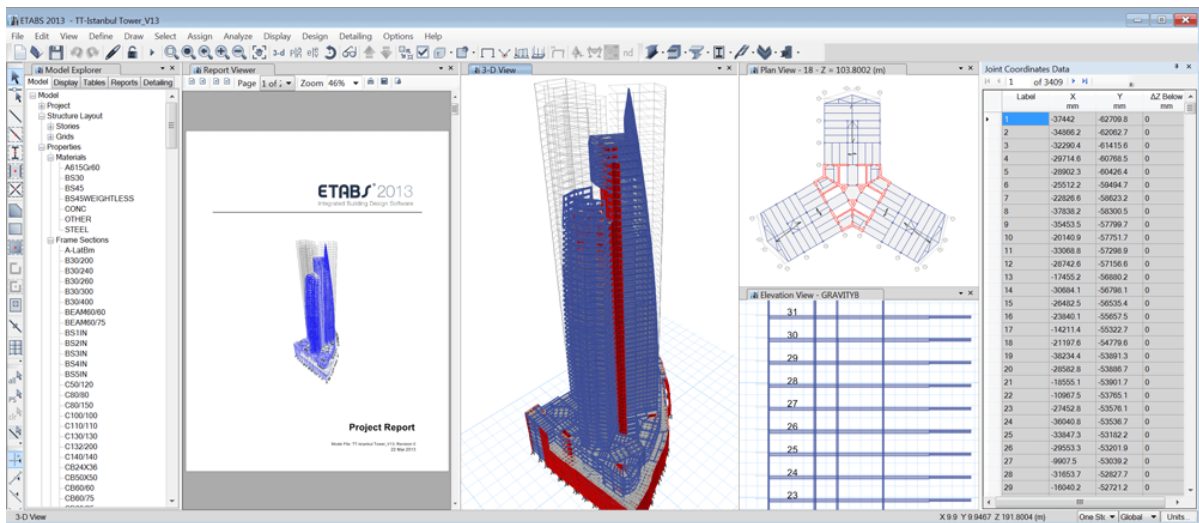 ETABS 2013 - TT-Istanbul Tower_V13
File Edit View Define Draw Select Assign Analyze Display Design Detailing Options Help
3-d
nd
Model Explorer
Model Display Tables Reports Detailing
Model
Project
Structure Layout
Stories
Grids
Properties
Materials
A615Gr60
BS30
BS45
BS45WEIGHTLESS
CONC
OTHER
STEEL
Frame Sections
A-LatBm
B30/200
B30/240
B30/260
B30/300
B30/400
BEAM60/60
BEAM60/75
BS1IN
BS2IN
BS3IN
BS4IN
BS5IN
C50/120
C80/80
C80/150
C100/100
C110/110
C130/130
C132/200
C140/140
CB24X36
CB50X50
CB60/60
CB60/75
Report Viewer
Page 1 of Zoom 46%
ETABS 2013
Integrated Building Design Software
Project Report
Model File: TT-Istanbul Tower_V13, Revision 0
22 Mar 2013
3-D View
Plan View - 18 - Z = 103.8002 (m)
Elevation View - GRAVITYB
31
30
29
28
27
26
25
24
23
Joint Coordinates Data
1 of 3409
Label X Y ΔZ Below
mm mm mm
1 -37442 -62709.8 0
2 -34866.2 -62062.7 0
3 -32290.4 -61415.6 0
4 -29714.6 -60768.5 0
5 -28902.3 -60426.4 0
6 -25512.2 -59494.7 0
7 -22826.6 -58623.2 0
8 -37838.2 -58300.5 0
9 -35453.5 -57799.7 0
10 -20140.9 -57751.7 0
11 -33068.8 -57298.9 0
12 -28742.6 -57156.6 0
13 -17455.2 -56880.2 0
14 -30684.1 -56798.1 0
15 -26482.5 -56535.4 0
16 -23840.1 -55657.5 0
17 -14211.4 -55322.7 0
18 -21197.6 -54779.6 0
19 -38234.4 -53891.3 0
20 -28582.8 -53886.7 0
21 -18555.1 -53901.7 0
22 -10967.5 -53765.1 0
23 -27452.8 -53576.1 0
24 -36040.8 -53536.7 0
25 -33847.3 -53182.2 0
26 -29553.3 -53201.9 0
27 -9907.5 -53039.2 0
28 -31653.7 -52827.7 0
29 -16040.2 -52721.2 0
3-D View
X 9.9 Y 9.9467 Z 191.8004 (m) One Stc Global Units...